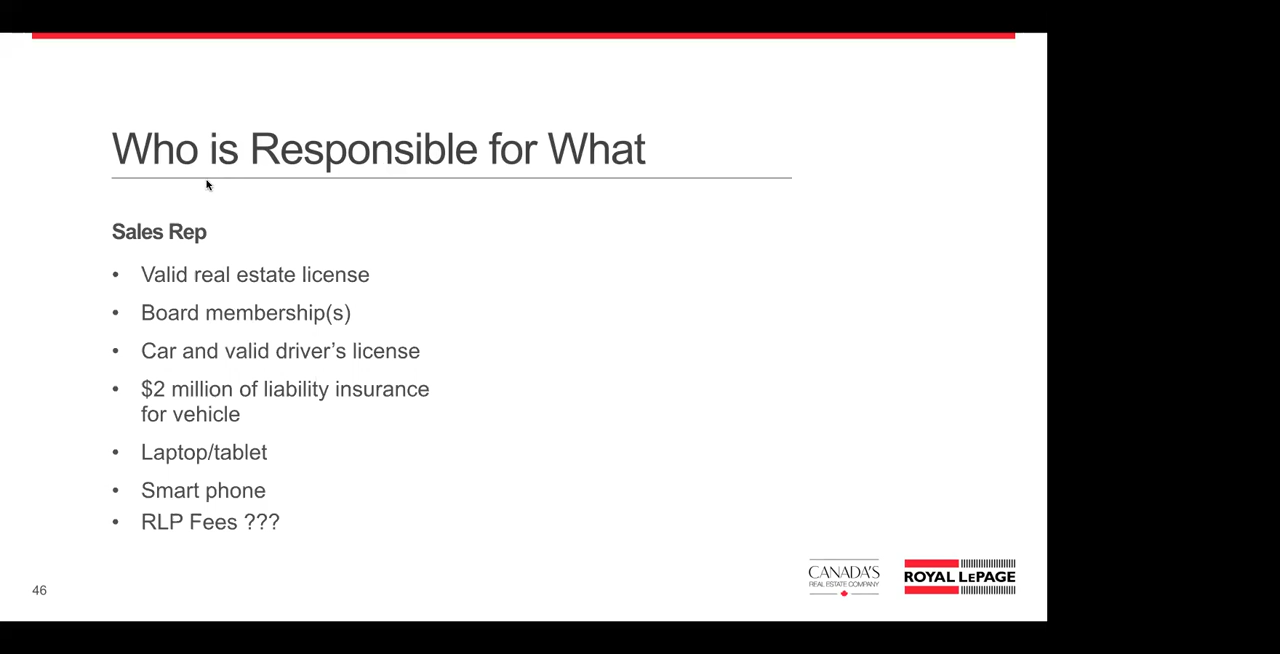 Who is Responsible for What
Sales Rep
• Valid real estate license
• Board membership(s)
• Car and valid driver’s license
• $2 million of liability insurance
for vehicle
• Laptop/tablet
• Smart phone
• RLP Fees ???
46
CANADA'S
REAL ESTATE COMPANY
ROYAL LEPAGE